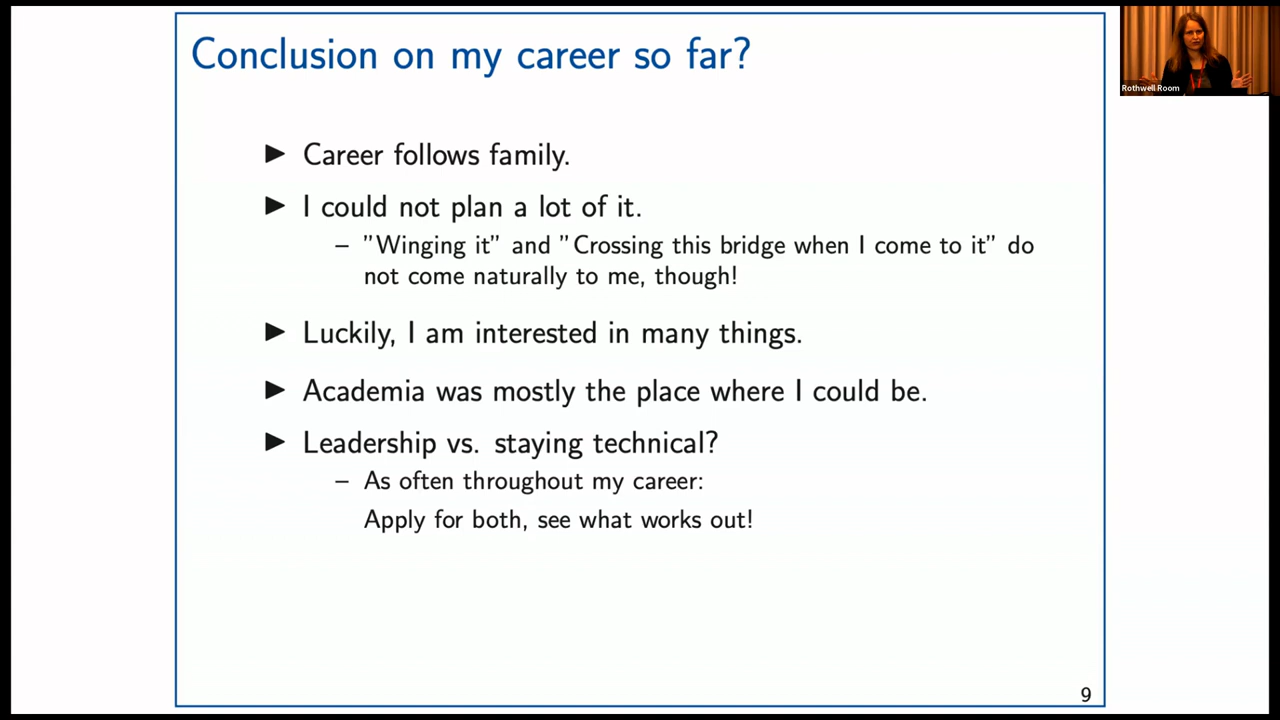 Conclusion on my career so far?
Rothwell Room
▶ Career follows family.
▶ I could not plan a lot of it.
– ”Winging it” and ”Crossing this bridge when I come to it” do
not come naturally to me, though!
▶ Luckily, I am interested in many things.
▶ Academia was mostly the place where I could be.
▶ Leadership vs. staying technical?
– As often throughout my career:
Apply for both, see what works out!
9